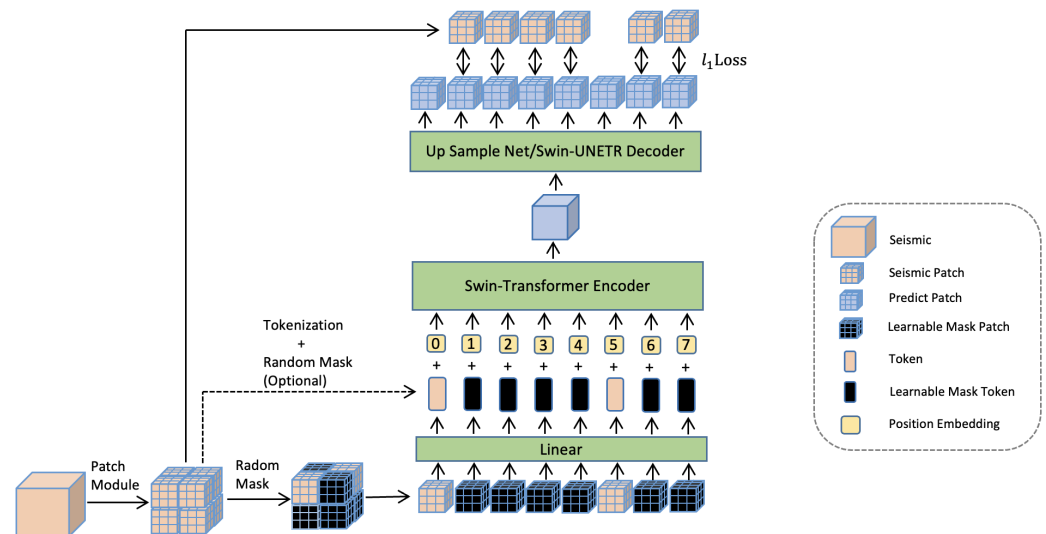 l₁Loss
Up Sample Net/Swin-UNETR Decoder
Swin-Transformer Encoder
0 1 2 3 4 5 6 7
+ + + + + + + +
Tokenization
+
Random Mask
(Optional)
Linear
Patch
Module
Radom
Mask
Seismic
Seismic Patch
Predict Patch
Learnable Mask Patch
Token
Learnable Mask Token
Position Embedding